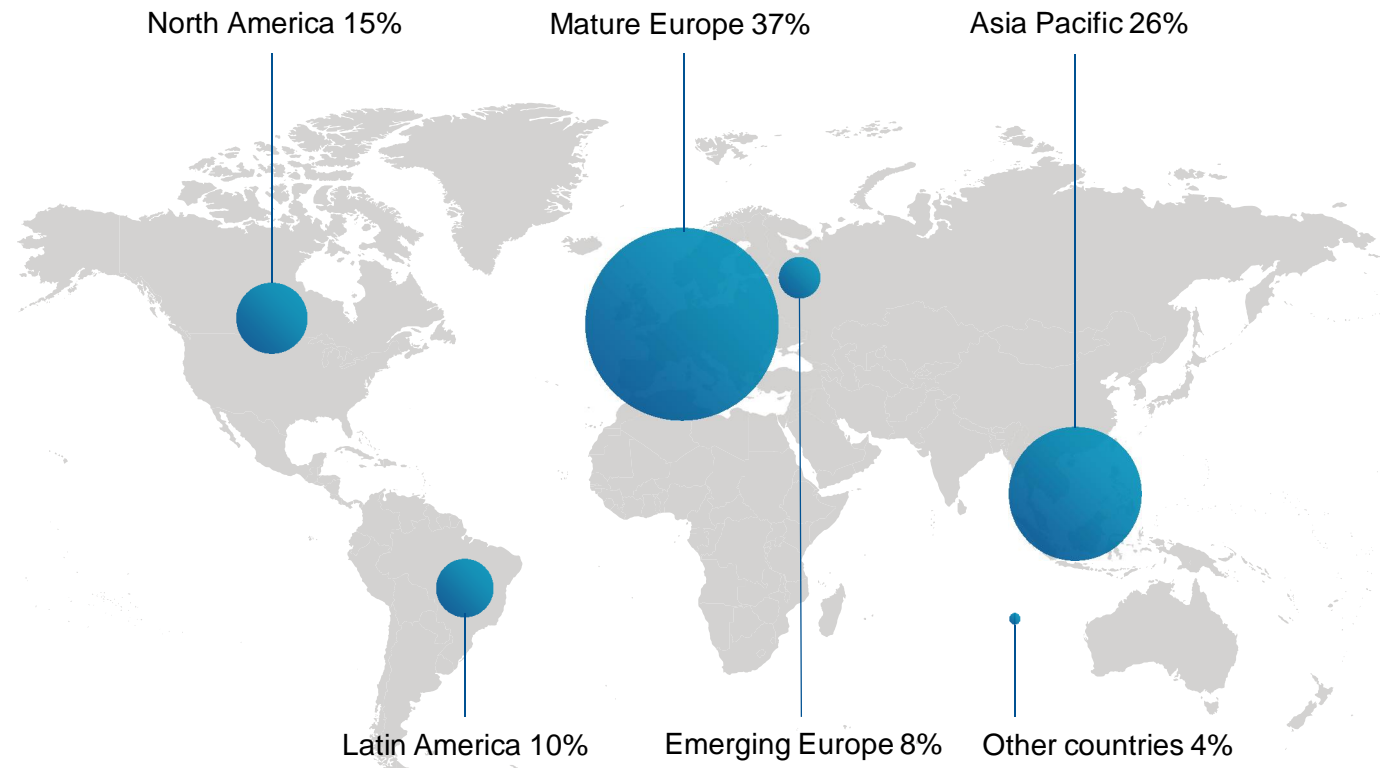 North America 15%
Mature Europe 37%
Asia Pacific 26%
Latin America 10%
Emerging Europe 8%
Other countries 4%